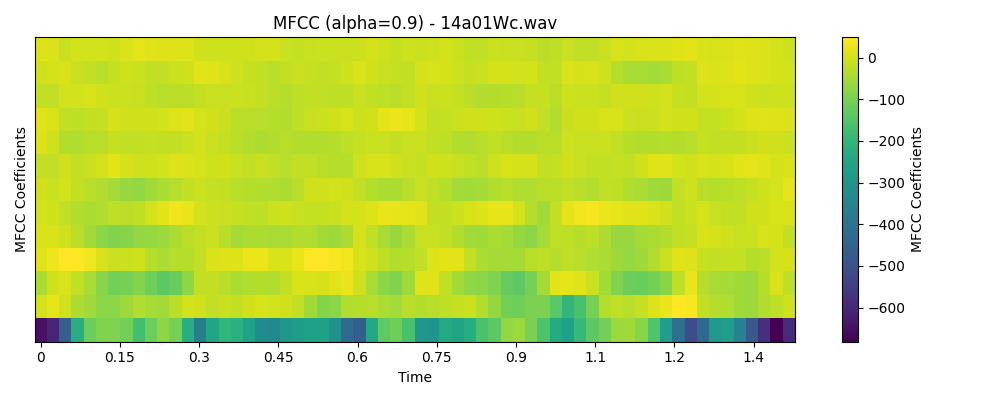 MFCC (alpha=0.9) - 14a01Wc.wav
MFCC Coefficients
0 0.15 0.3 0.45 0.6 0.75 0.9 1.1 1.2 1.4
Time
0
−100
−200
−300
−400
−500
−600
MFCC Coefficients